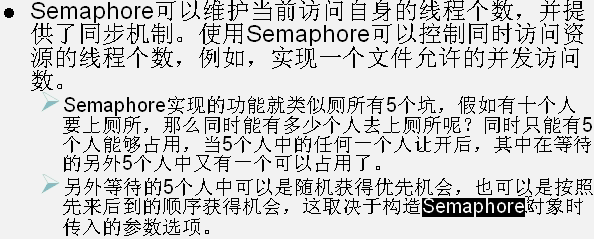 Semaphore可以维护当前访问自身的线程个数，并提
供了同步机制。使用Semaphore可以控制同时访问资
源的线程个数，例如，实现一个文件允许的并发访问
数。
Semaphore实现的功能就类似厕所有5个坑，假如有十个人
要上厕所，那么同时能有多少个人去上厕所呢？同时只能有5
个人能够占用，当5个人中的任何一个人让开后，其中在等待
的另外5个人中又有一个可以占用了。
另外等待的5个人中可以是随机获得优先机会，也可以是按照
先来后到的顺序获得机会，这取决于构造Semaphore对象时
传入的参数选项。